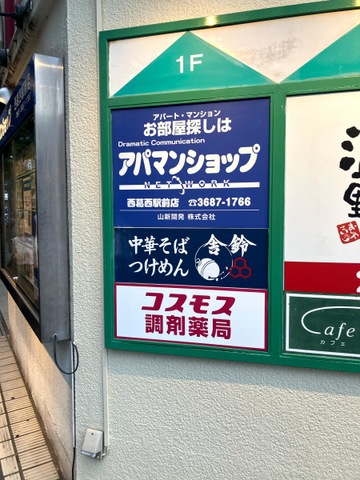 1F
アパート・マンション
お部屋探しは
Dramatic Communication
アパマンショップ
NETWORK
西葛西駅前店 ☎3687-1766
山新開発 株式会社
中華そば
つけめん
舎鈴
コスモス
調剤薬局
Cafe
カフェ